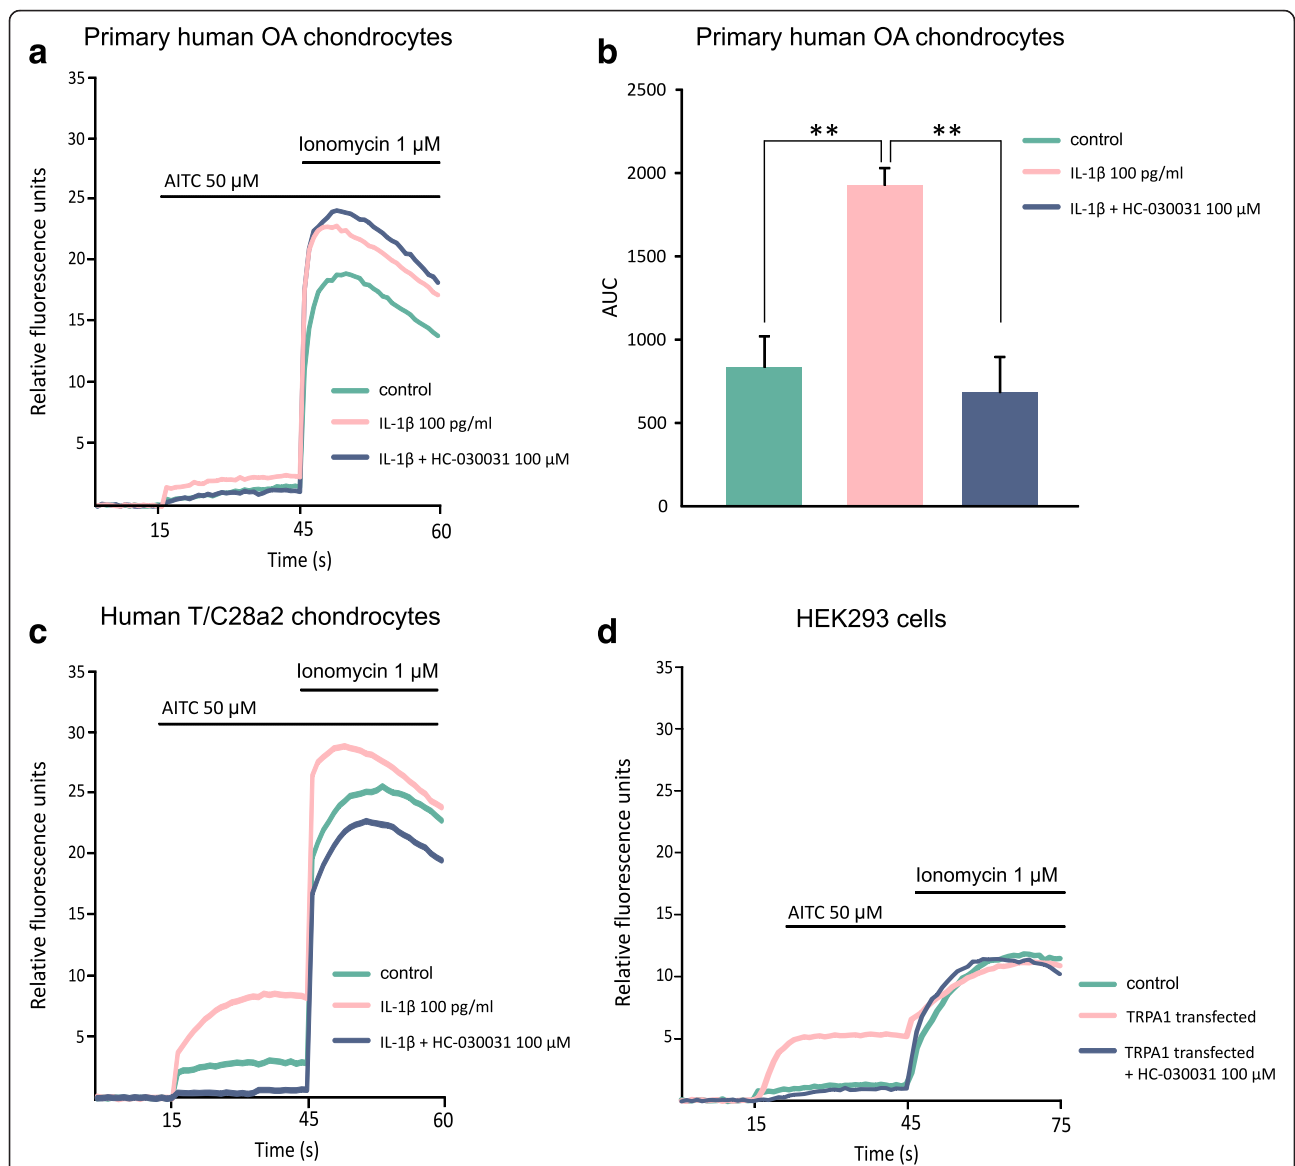 a
Primary human OA chondrocytes
35
30
25
20
15
10
5
Relative fluorescence units
Ionomycin 1 µM
AITC 50 µM
control
IL-1β 100 pg/ml
IL-1β + HC-030031 100 µM
15
45
60
Time (s)
b
Primary human OA chondrocytes
2500
2000
1500
1000
500
0
AUC
**
**
control
IL-1β 100 pg/ml
IL-1β + HC-030031 100 µM
c
Human T/C28a2 chondrocytes
35
30
25
20
15
10
5
Relative fluorescence units
Ionomycin 1 µM
AITC 50 µM
control
IL-1β 100 pg/ml
IL-1β + HC-030031 100 µM
15
45
60
Time (s)
d
HEK293 cells
35
30
25
20
15
10
5
Relative fluorescence units
Ionomycin 1 µM
AITC 50 µM
control
TRPA1 transfected
TRPA1 transfected
+ HC-030031 100 µM
15
45
75
Time (s)